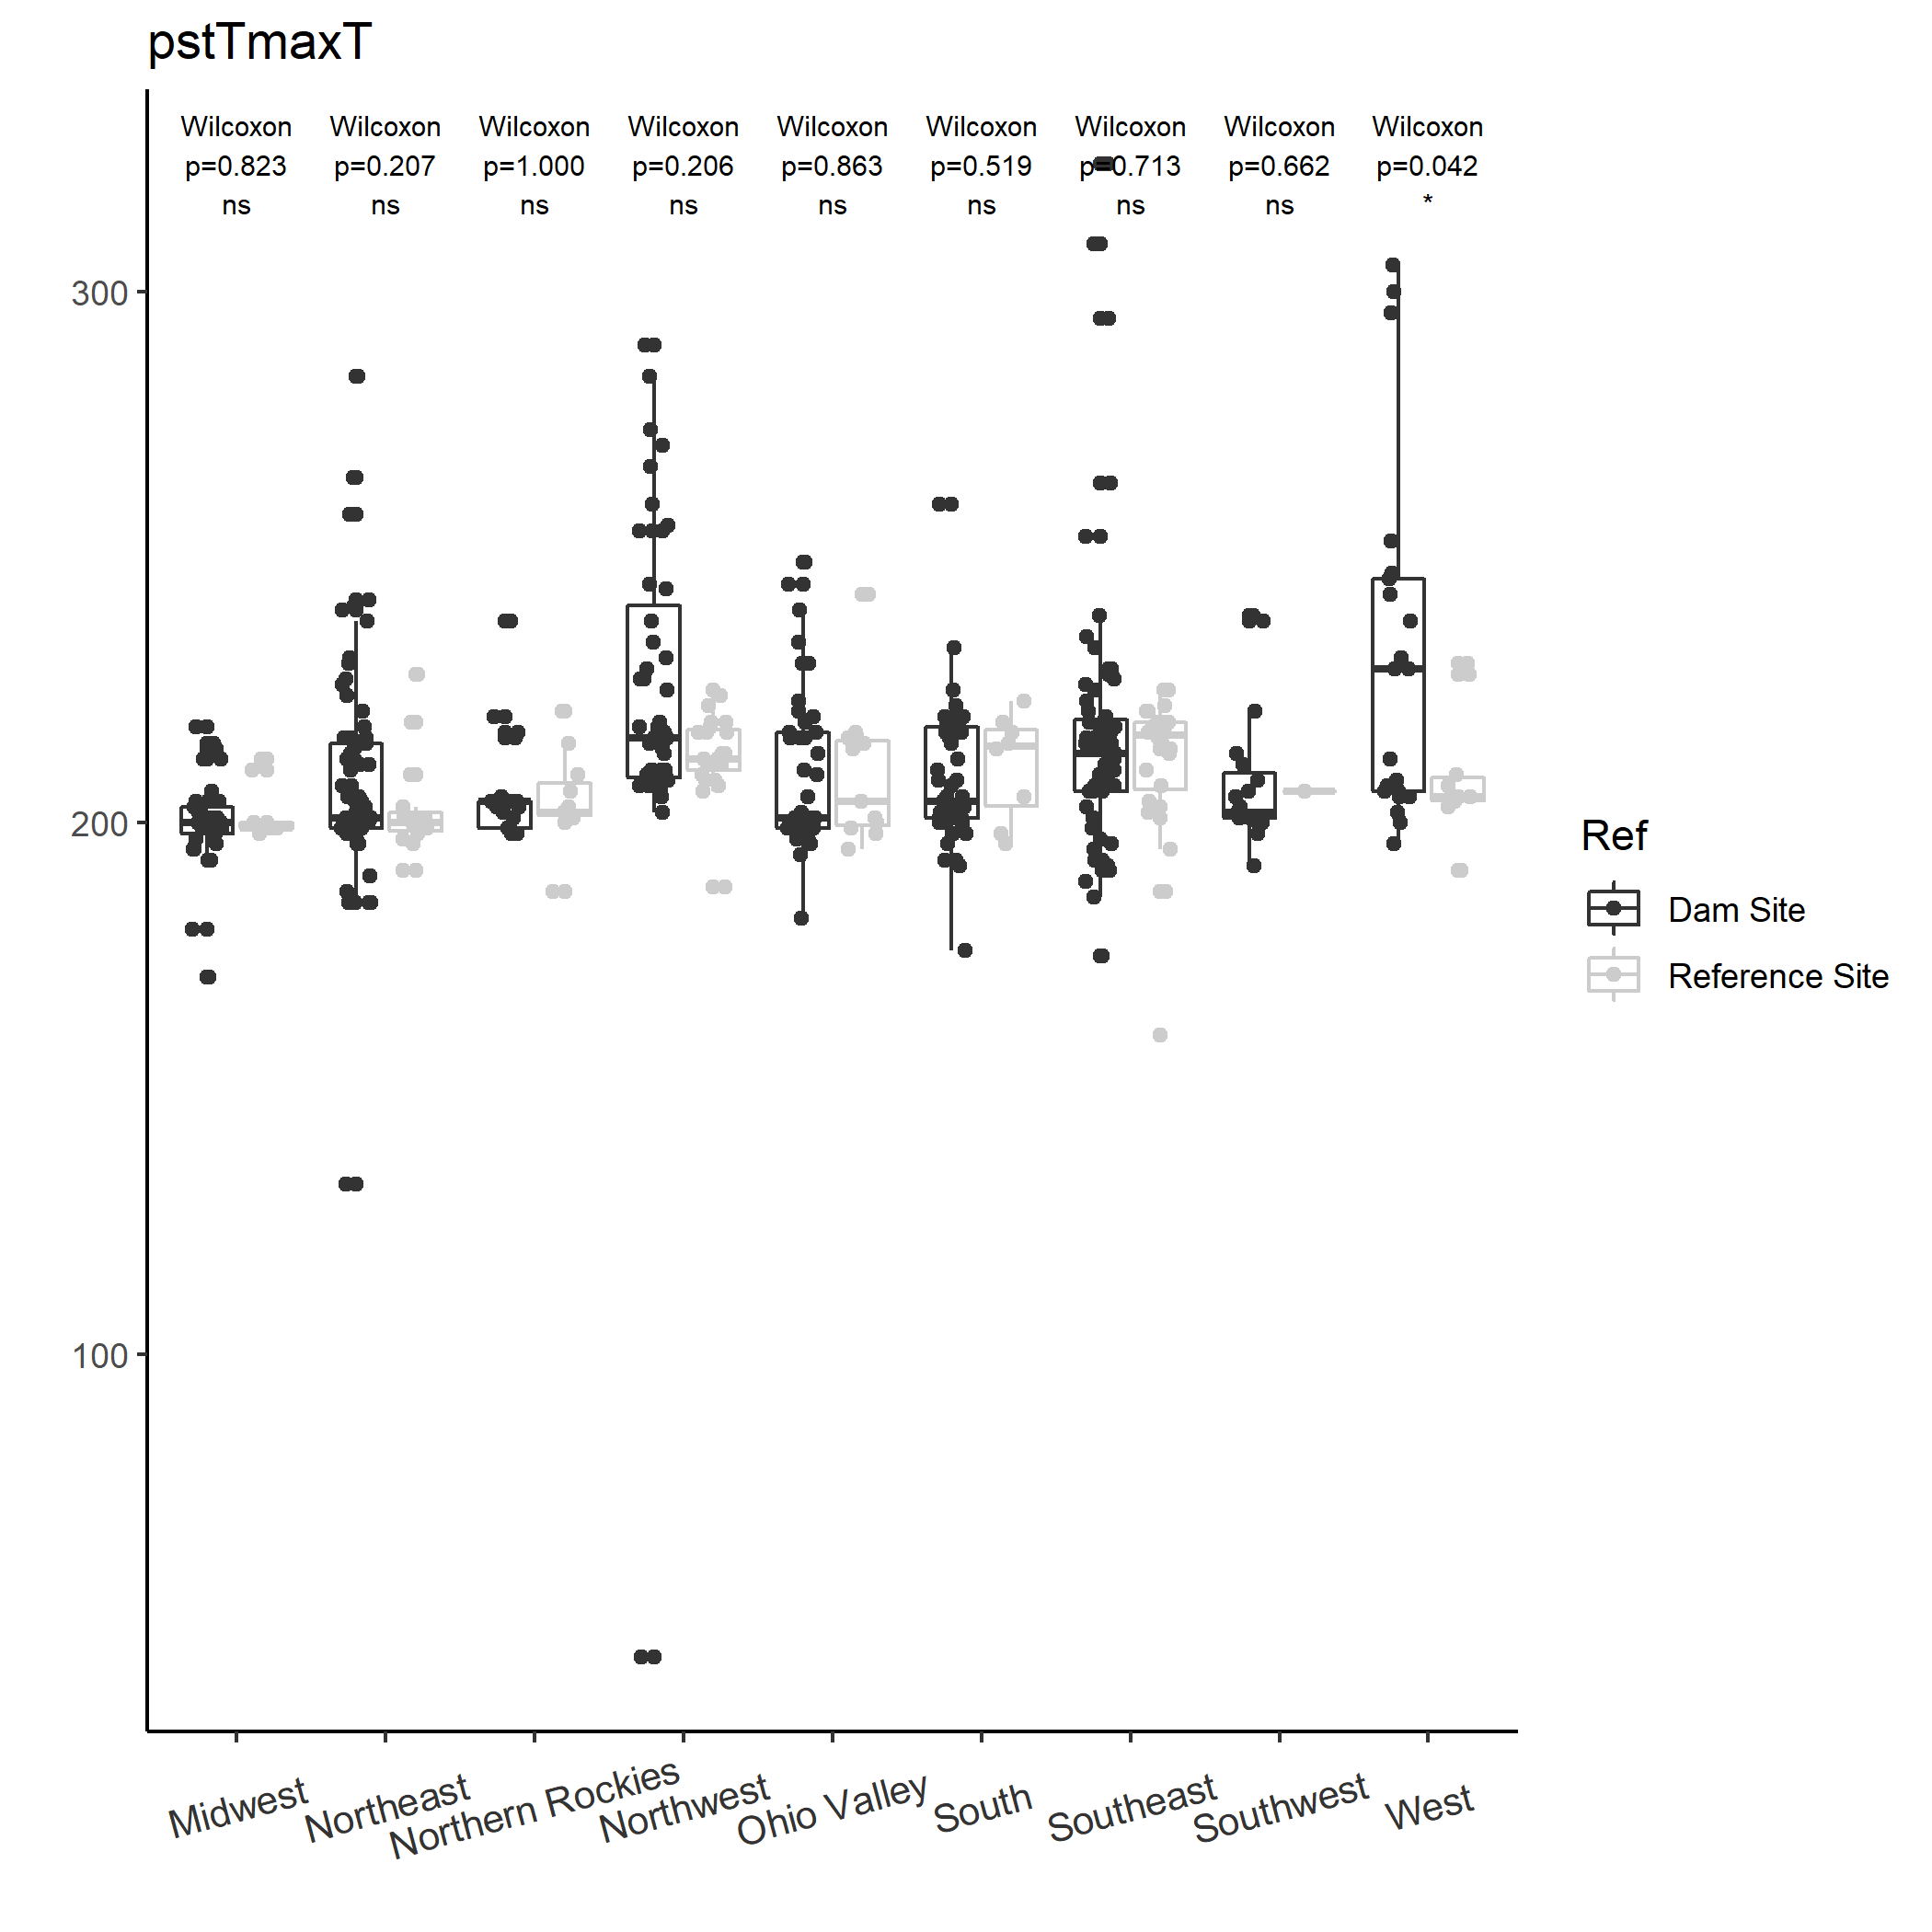 pstTmaxT
Wilcoxon Wilcoxon Wilcoxon Wilcoxon Wilcoxon Wilcoxon Wilcoxon Wilcoxon Wilcoxon
p=0.823 p=0.207 p=1.000 p=0.206 p=0.863 p=0.519 p=0.713 p=0.662 p=0.042
ns ns ns ns ns ns ns ns *
300
200
100
Ref
Dam Site
Reference Site
Midwest Northeast Northern Rockies Northwest Ohio Valley South Southeast Southwest West